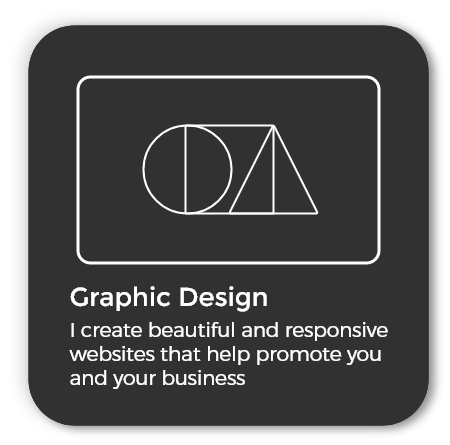 Graphic Design
I create beautiful and responsive
websites that help promote you
and your business